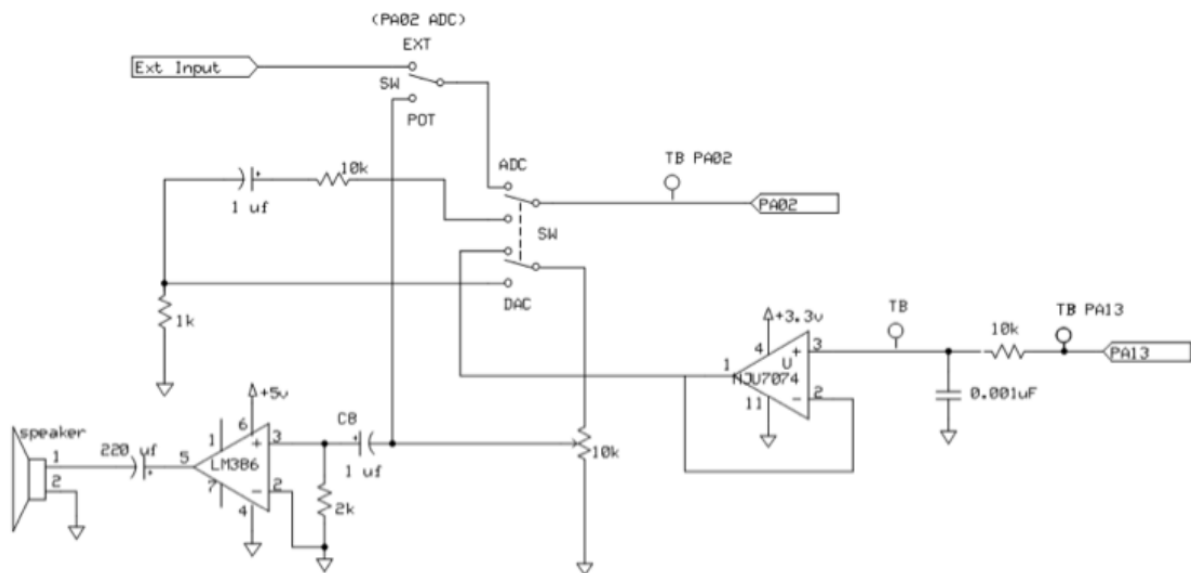 (PA02 ADC)
EXT
Ext Input
SW
POT
ADC
TB PA02
10k
1 uf
PA02
SW
DAC
1k
TB
TB PA13
+3.3v
10k
4
3
+
1
U
PA13
NJU7074
2
-
11
0.001uF
+5v
C8
speaker
6
1
3
+
220 uf
5
1
LM386
1 uf
10k
2
7
2
-
4
2k